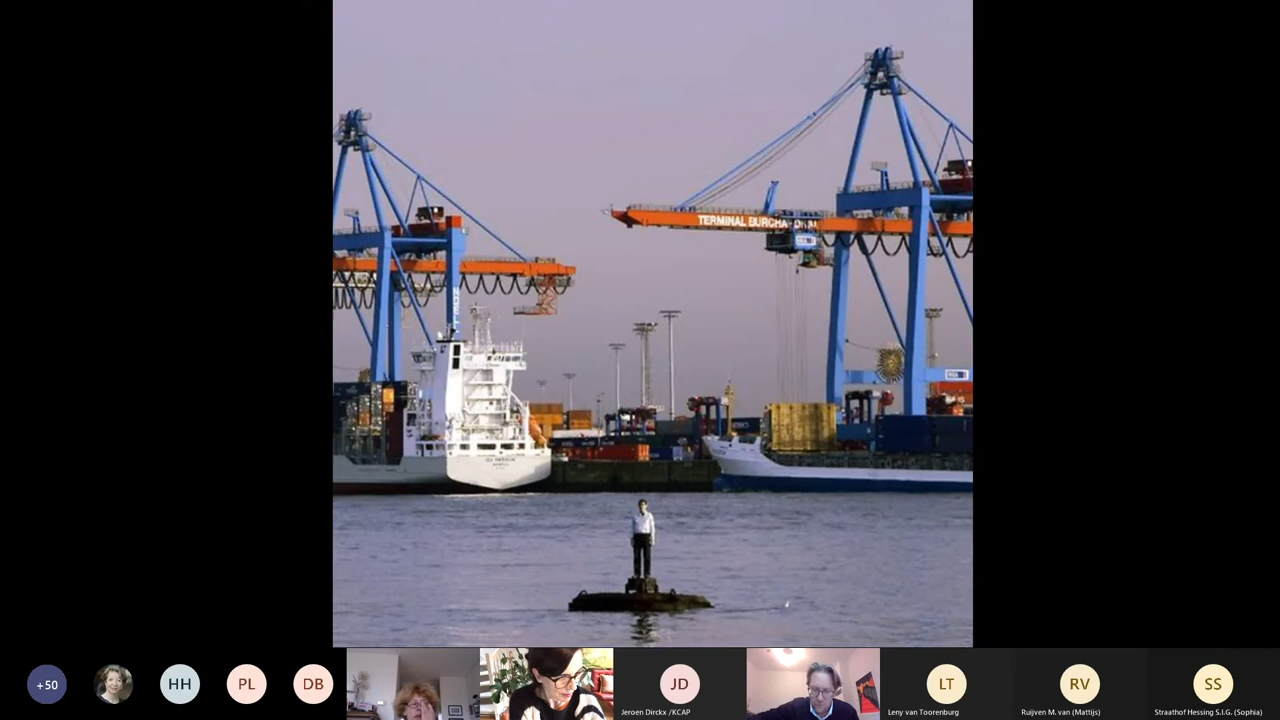 TERMINAL BURCHA
+50
HH
PL
DB
JD
Jeroen Dirckx /KCAP
LT
Leny van Toorenburg
RV
Ruijven M. van (Mattijs)
SS
Straathof Hessing S.I.G. (Sophia)